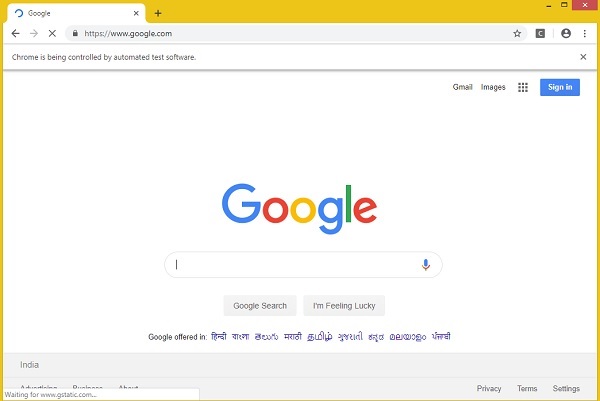 Google
https://www.google.com
Chrome is being controlled by automated test software.
Gmail Images Sign in
Google
Google Search I'm Feeling Lucky
Google offered in: हिन्दी বাংলা తెలుగు मराठी தமிழ் ગુજરાતી ಕನ್ನಡ മലയാളം ਪੰਜਾਬੀ
India
Advertising Business About Privacy Terms Settings
Waiting for www.gstatic.com...